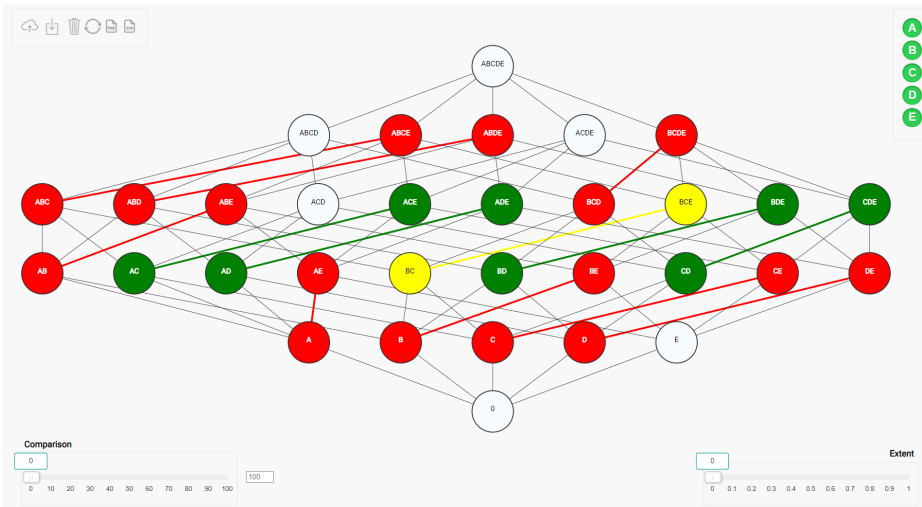 PNG SVG
A
B
C
D
E
ABCDE
ABCD ABCE ABDE ACDE BCDE
ABC ABD ABE ACD ACE ADE BCD BCE BDE CDE
AB AC AD AE BC BD BE CD CE DE
A B C D E
0
Comparison
0
0 10 20 30 40 50 60 70 80 90 100
100
Extent
0
0 0.1 0.2 0.3 0.4 0.5 0.6 0.7 0.8 0.9 1